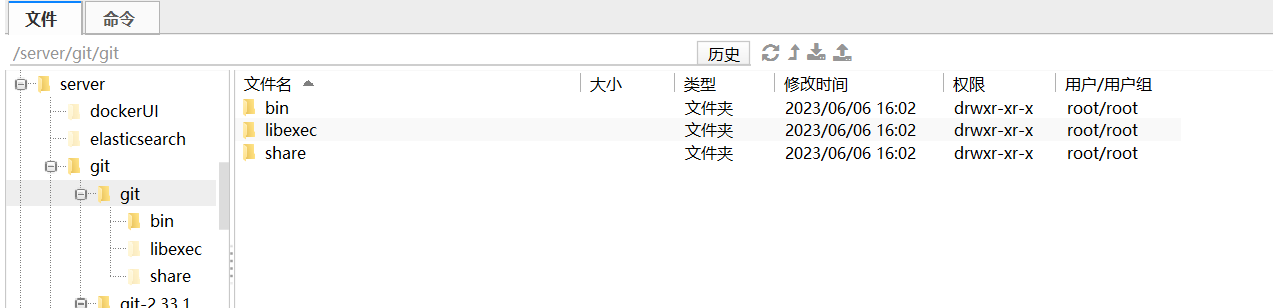 文件 命令
/server/git/git 历史
server
dockerUI
elasticsearch
git
git
bin
libexec
share
git-2.33.1
文件名 大小 类型 修改时间 权限 用户/用户组
bin 文件夹 2023/06/06 16:02 drwxr-xr-x root/root
libexec 文件夹 2023/06/06 16:02 drwxr-xr-x root/root
share 文件夹 2023/06/06 16:02 drwxr-xr-x root/root